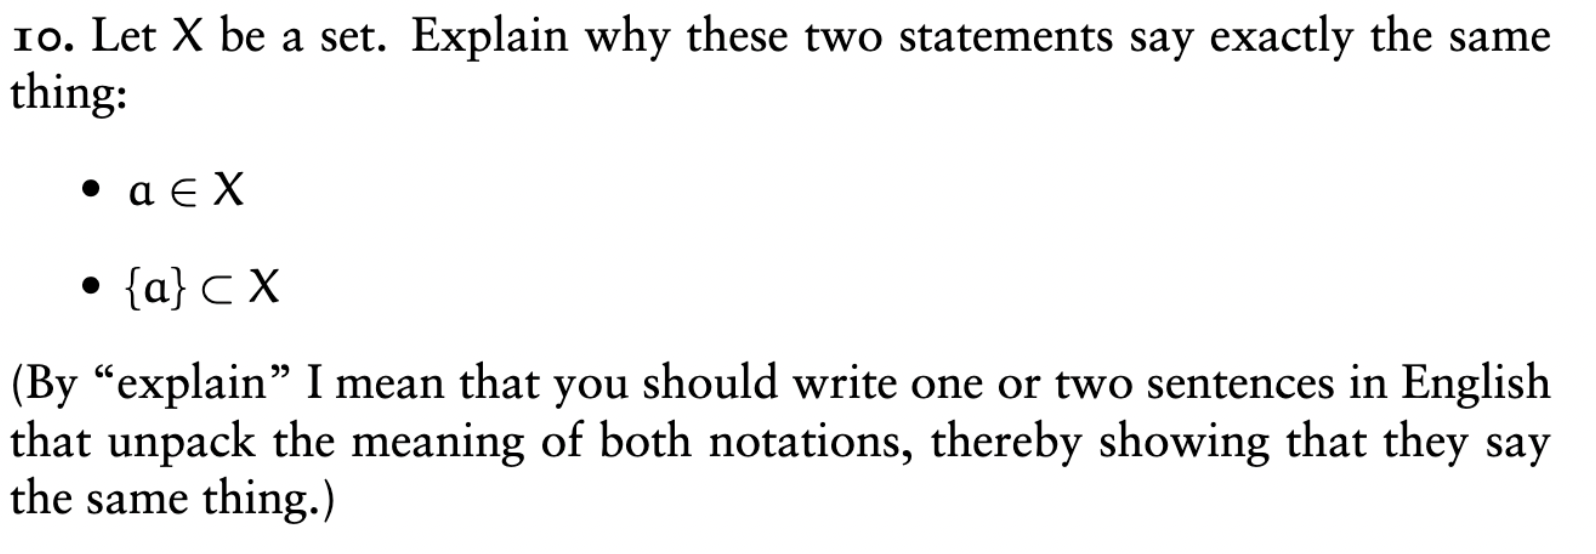 10. Let X be a set. Explain why these two statements say exactly the same
thing:
• a ∈ X
• {a} ⊂ X
(By “explain” I mean that you should write one or two sentences in English
that unpack the meaning of both notations, thereby showing that they say
the same thing.)